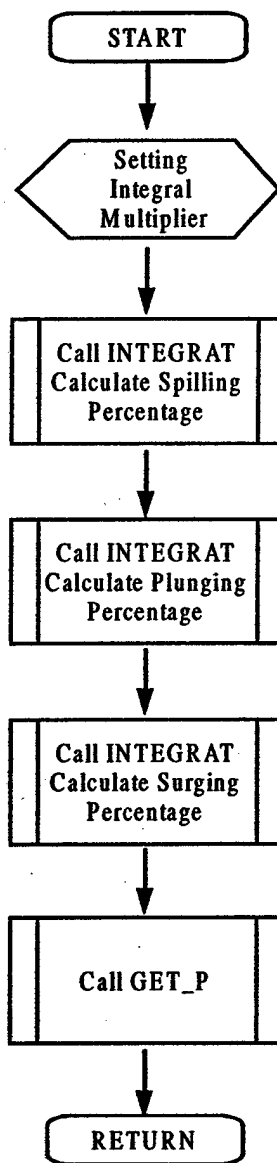 START
Setting
Integral
Multiplier
Call INTEGRAT
Calculate Spilling
Percentage
Call INTEGRAT
Calculate Plunging
Percentage
Call INTEGRAT
Calculate Surging
Percentage
Call GET_P
RETURN